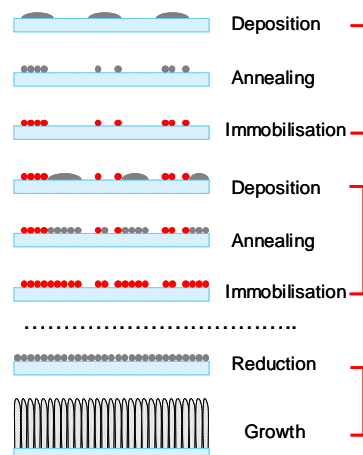 Deposition
Annealing
Immobilisation
Deposition
Annealing
Immobilisation
Reduction
Growth